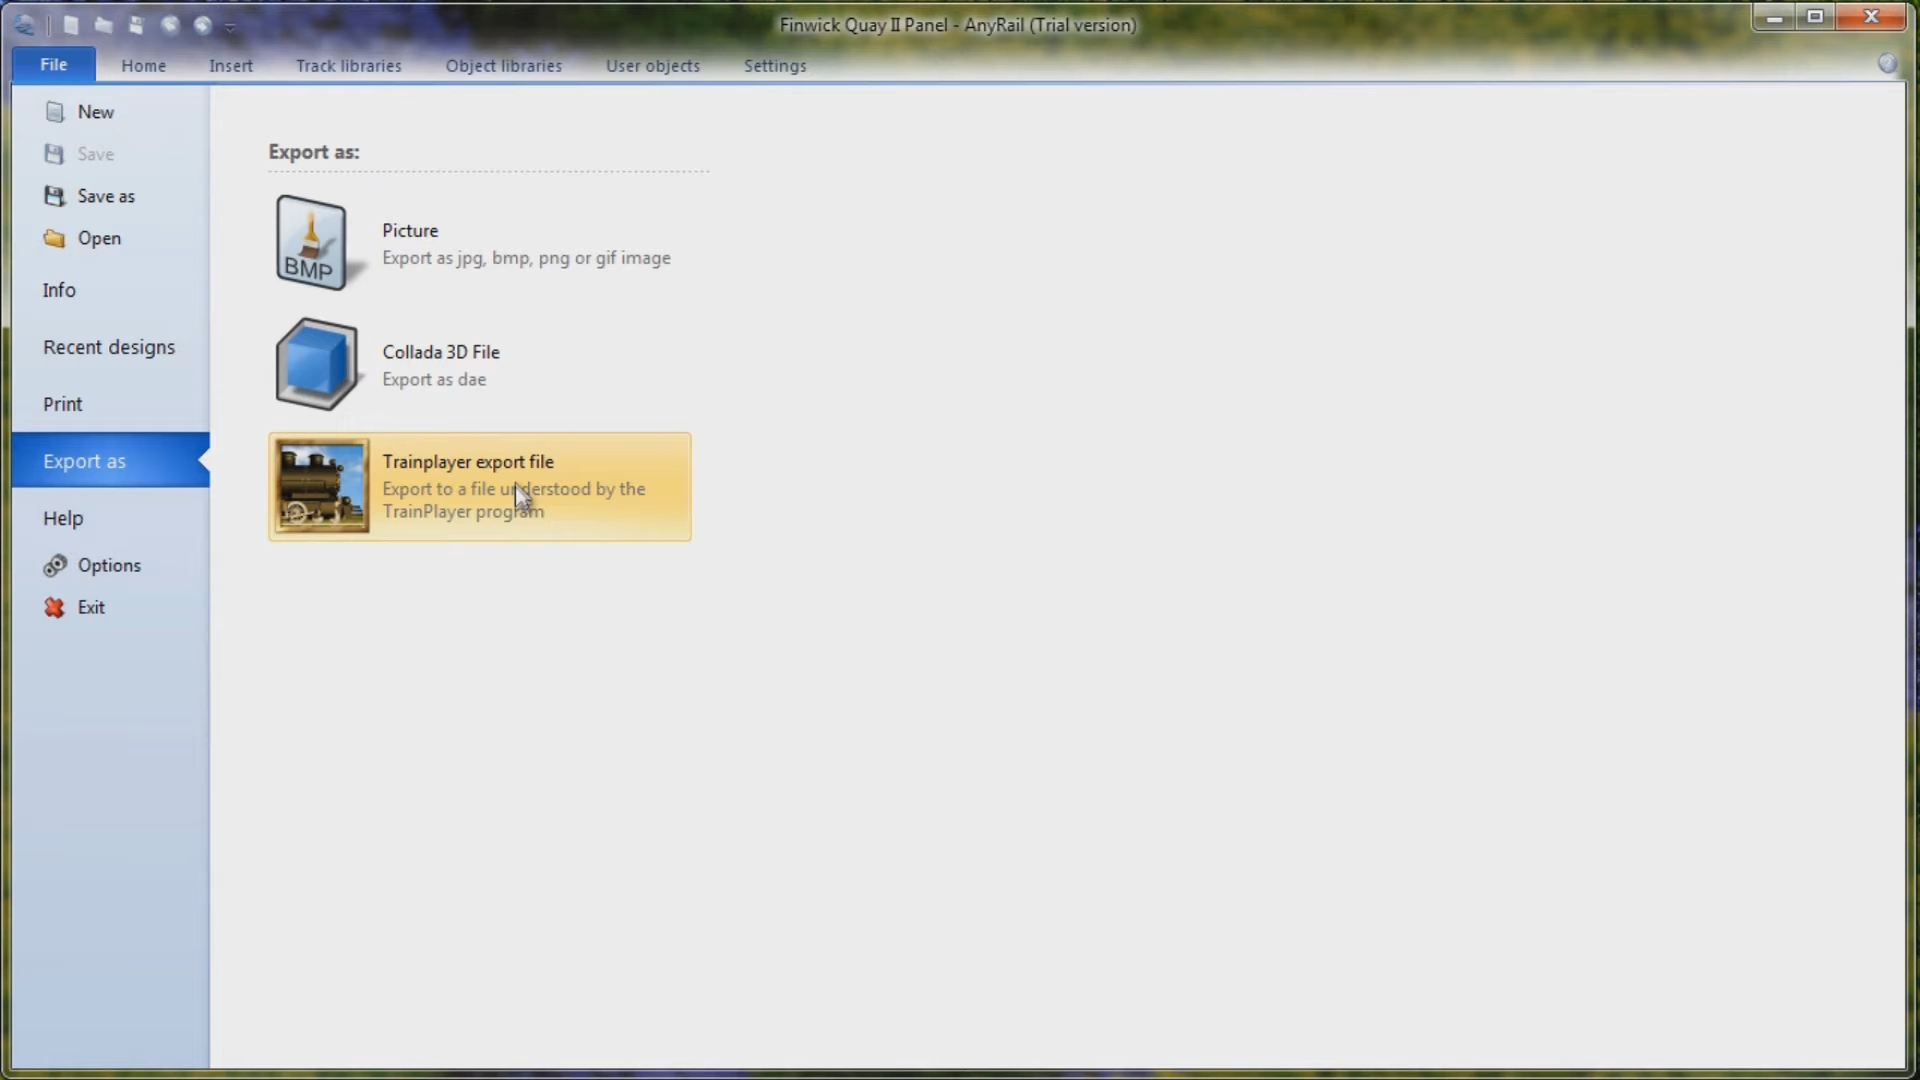 Finwick Quay II Panel - AnyRail (Trial version)
File Home Insert Track libraries Object libraries User objects Settings
New
Save
Save as
Open
Info
Recent designs
Print
Export as
Help
Options
Exit
Export as:
BMP
Picture
Export as jpg, bmp, png or gif image
Collada 3D File
Export as dae
Trainplayer export file
Export to a file understood by the
TrainPlayer program